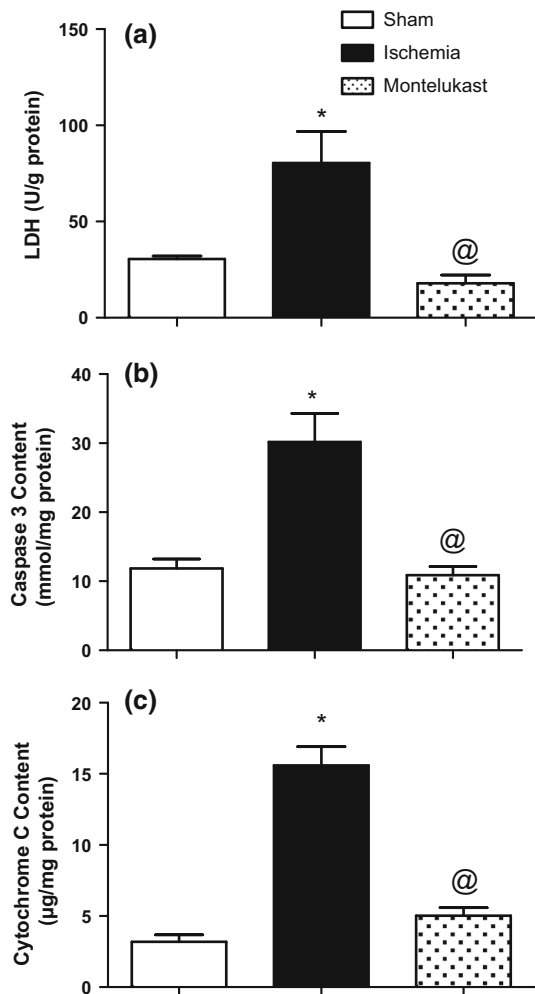 Sham
Ischemia
Montelukast
(a)
LDH (U/g protein)
150
100
50
0
*
@
(b)
Caspase 3 Content
(mmol/mg protein)
40
30
20
10
0
*
@
(c)
Cytochrome C Content
(µg/mg protein)
20
15
10
5
0
*
@